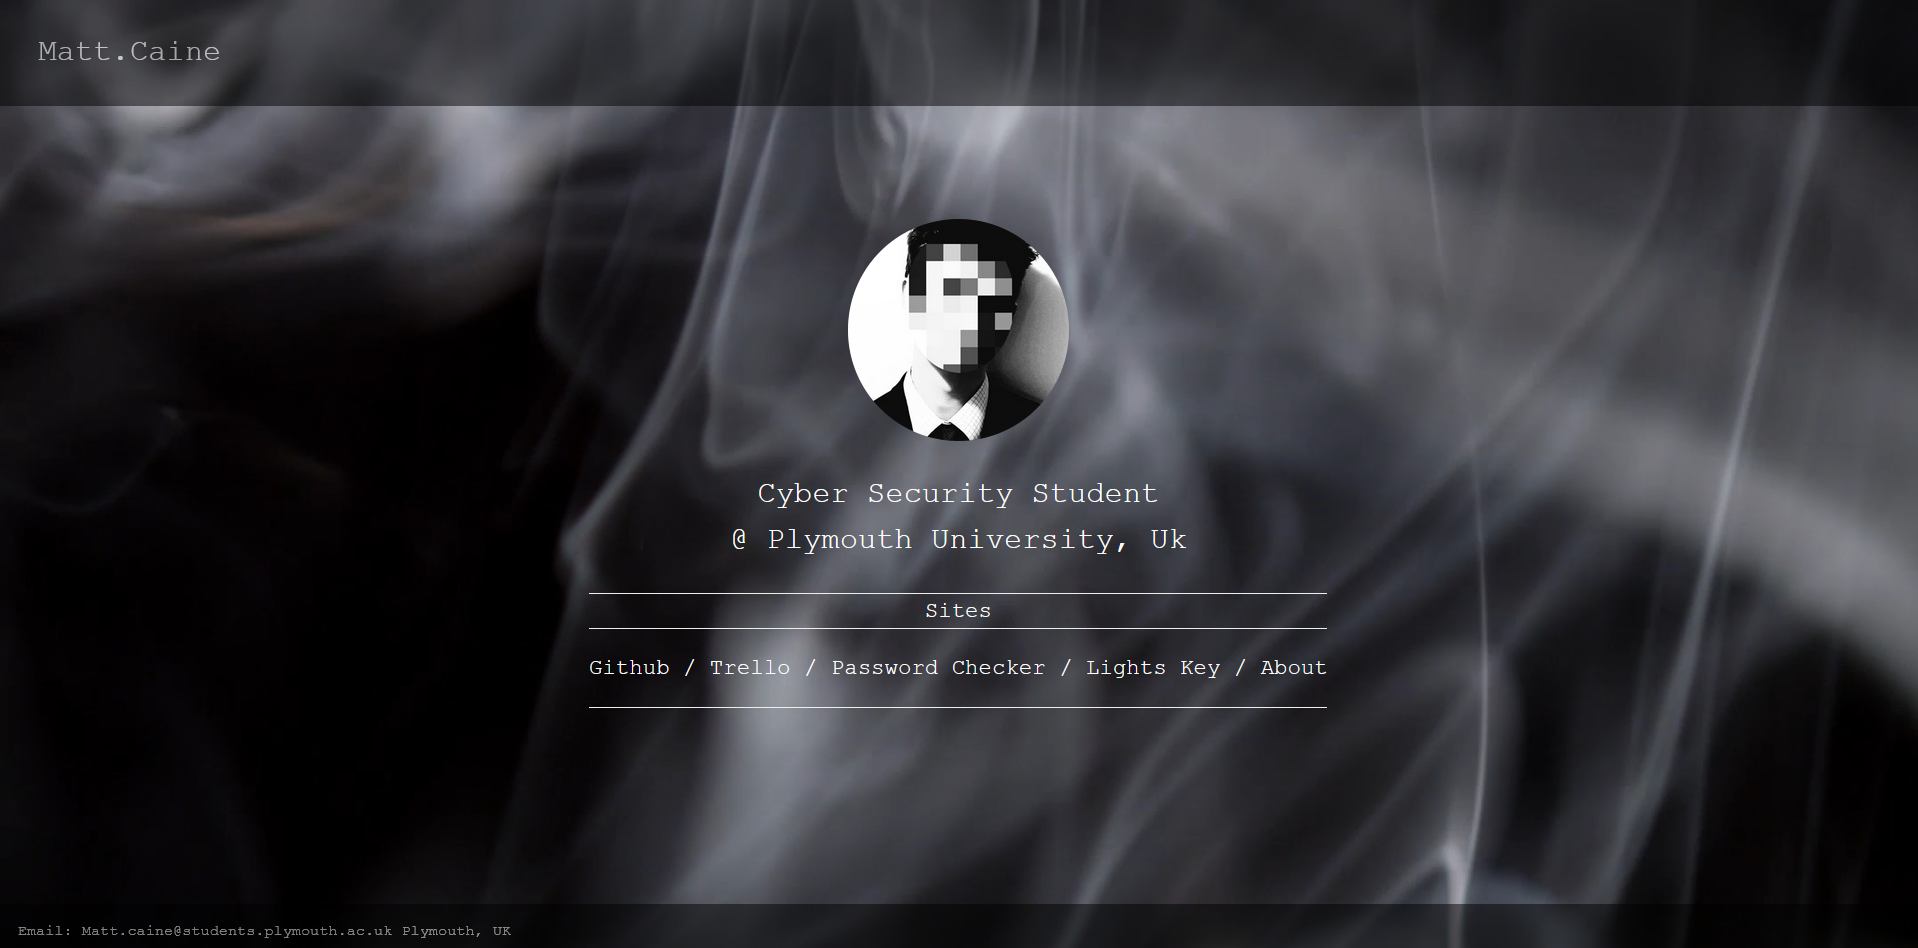 Matt.Caine
Cyber Security Student
@ Plymouth University, Uk
Sites
Github / Trello / Password Checker / Lights Key / About
Email: Matt.caine@students.plymouth.ac.uk Plymouth, UK